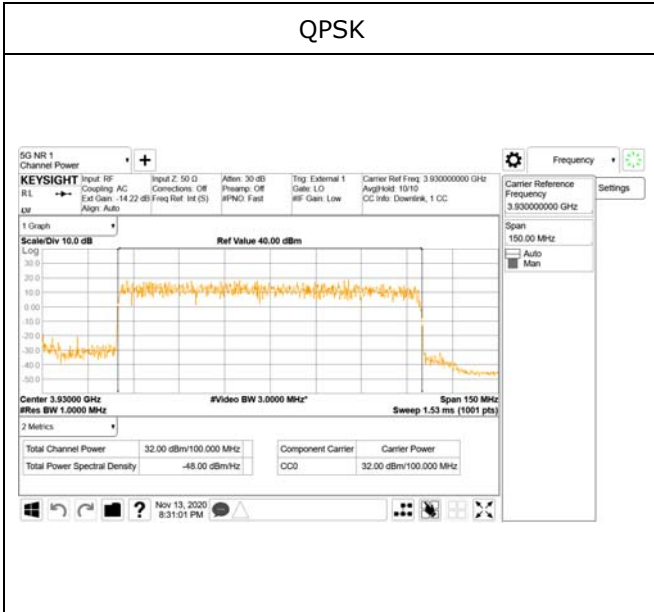 QPSK
5G NR 1
Channel Power
+
Frequency
KEYSIGHT
RL
Input: RF
Coupling: AC
Ext Gain: -14.22 dB
Align: Auto
Input Z: 50 Ω
Corrections: Off
Freq Ref: Int (S)
Atten: 30 dB
Preamp: Off
#PNO: Fast
Trig: External 1
Gate: LO
#IF Gain: Low
Carrier Ref Freq: 3.930000000 GHz
Avg|Hold: 10/10
CC Info: Downlink, 1 CC
Carrier Reference
Frequency
3.930000000 GHz
Settings
Span
150.00 MHz
Auto
Man
1 Graph
Scale/Div 10.0 dB
Ref Value 40.00 dBm
Log
30.0
20.0
10.0
0.00
-10.0
-20.0
-30.0
-40.0
-50.0
Center 3.93000 GHz
#Video BW 3.0000 MHz*
Span 150 MHz
#Res BW 1.0000 MHz
Sweep 1.53 ms (1001 pts)
2 Metrics
Total Channel Power 32.00 dBm/100.000 MHz
Total Power Spectral Density -48.00 dBm/Hz
Component Carrier Carrier Power
CC0 32.00 dBm/100.000 MHz
?
Nov 13, 2020
8:31:01 PM